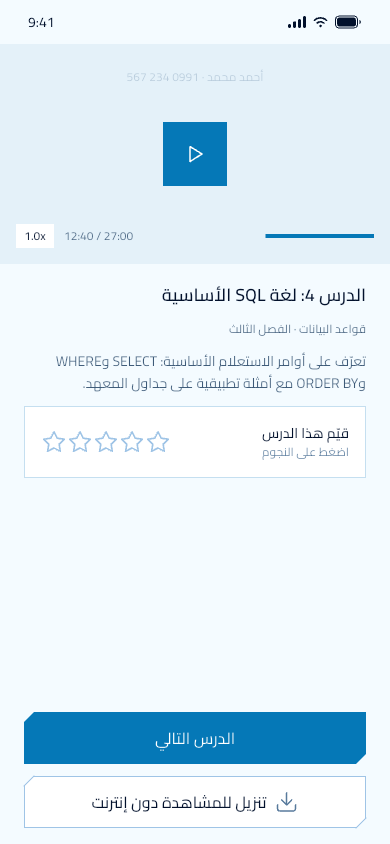 9:41
أحمد محمد · 0991 234 567
1.0x
12:40 / 27:00
الدرس 4: لغة SQL الأساسية
قواعد البيانات · الفصل الثالث
تعرّف على أوامر الاستعلام الأساسية: SELECT وWHERE
وORDER BY مع أمثلة تطبيقية على جداول المعهد.
قيّم هذا الدرس
اضغط على النجوم
الدرس التالي
تنزيل للمشاهدة دون إنترنت